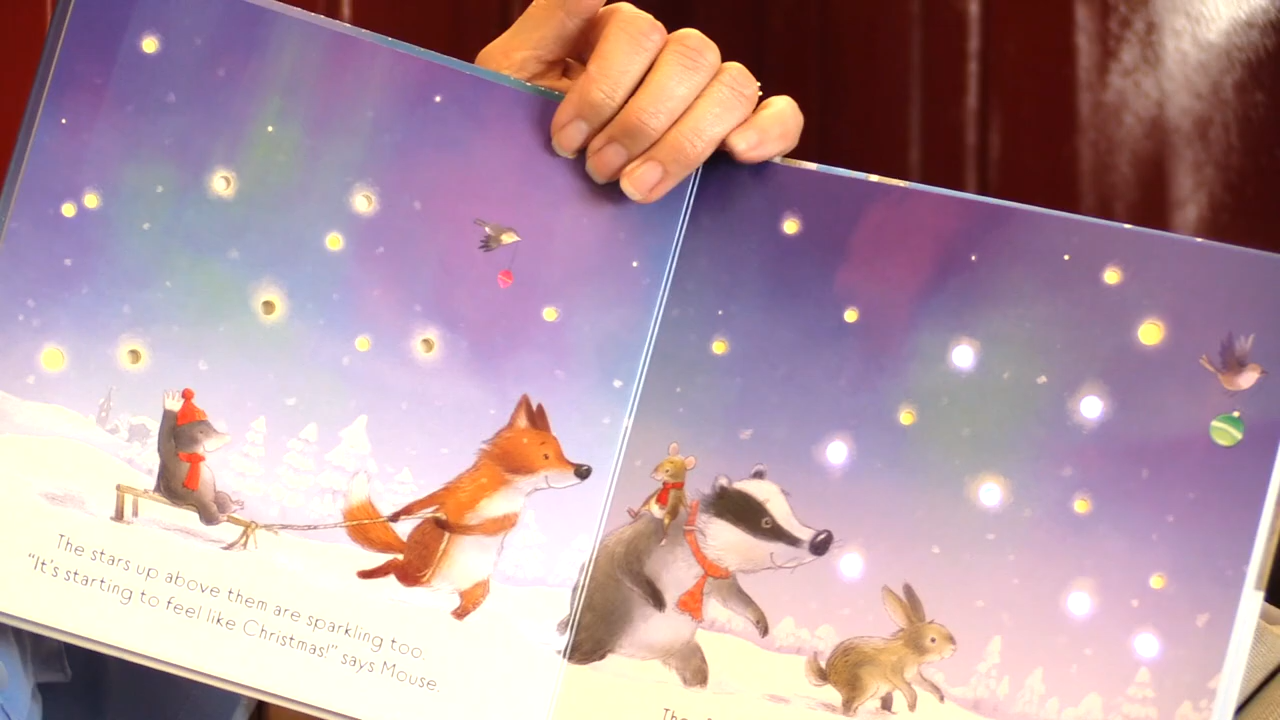 The stars up above them are sparkling too.
"It's starting to feel like Christmas!" says Mouse.